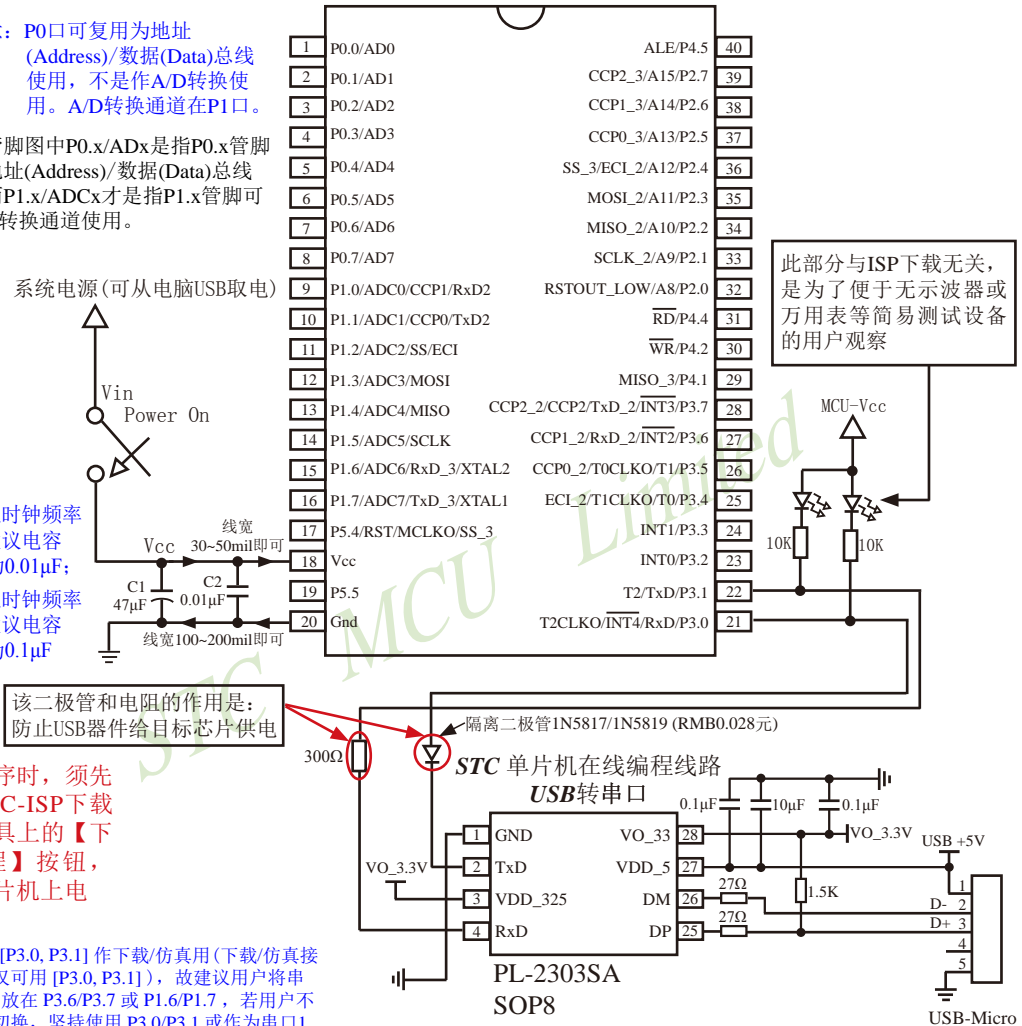 P0口可复用为地址
(Address)/数据(Data)总线
使用，不是作A/D转换使
用。A/D转换通道在P1口。
脚图中P0.x/ADx是指P0.x管脚
址(Address)/数据(Data)总线
P1.x/ADCx才是指P1.x管脚可
转换通道使用。
系统电源(可从电脑USB取电)
Vin
Power On
时钟频率
议电容
0.01μF；
时钟频率
议电容
0.1μF
Vcc
线宽
30~50mil即可
C1
47μF
C2
0.01μF
线宽100~200mil即可
1 P0.0/AD0
2 P0.1/AD1
3 P0.2/AD2
4 P0.3/AD3
5 P0.4/AD4
6 P0.5/AD5
7 P0.6/AD6
8 P0.7/AD7
9 P1.0/ADC0/CCP1/RxD2
10 P1.1/ADC1/CCP0/TxD2
11 P1.2/ADC2/SS/ECI
12 P1.3/ADC3/MOSI
13 P1.4/ADC4/MISO
14 P1.5/ADC5/SCLK
15 P1.6/ADC6/RxD_3/XTAL2
16 P1.7/ADC7/TxD_3/XTAL1
17 P5.4/RST/MCLKO/SS_3
18 Vcc
19 P5.5
20 Gnd
ALE/P4.5 40
CCP2_3/A15/P2.7 39
CCP1_3/A14/P2.6 38
CCP0_3/A13/P2.5 37
SS_3/ECI_2/A12/P2.4 36
MOSI_2/A11/P2.3 35
MISO_2/A10/P2.2 34
SCLK_2/A9/P2.1 33
RSTOUT_LOW/A8/P2.0 32
RD/P4.4 31
WR/P4.2 30
MISO_3/P4.1 29
CCP2_2/CCP2/TxD_2/INT3/P3.7 28
CCP1_2/RxD_2/INT2/P3.6 27
CCP0_2/T0CLKO/T1/P3.5 26
ECI_2/T1CLKO/T0/P3.4 25
INT1/P3.3 24
INT0/P3.2 23
T2/TxD/P3.1 22
T2CLKO/INT4/RxD/P3.0 21
此部分与ISP下载无关，
是为了便于无示波器或
万用表等简易测试设备
的用户观察
MCU-Vcc
10K
10K
STC MCU Limited
该二极管和电阻的作用是：
防止USB器件给目标芯片供电
300Ω
隔离二极管1N5817/1N5819 (RMB0.028元)
STC 单片机在线编程线路
USB转串口
序时，须先
C-ISP下载
具上的【下
程】按钮，
片机上电
VO_3.3V
1 GND
2 TxD
3 VDD_325
4 RxD
VO_33 28
VDD_5 27
DM 26
DP 25
PL-2303SA
SOP8
0.1μF
10μF
0.1μF
VO_3.3V
27Ω
27Ω
1.5K
USB +5V
1
D- 2
D+ 3
4
5
USB-Micro
[P3.0, P3.1] 作下载/仿真用(下载/仿真接
仅可用 [P3.0, P3.1])，故建议用户将串
放在 P3.6/P3.7 或 P1.6/P1.7，若用户不
切换，坚持使用 P3.0/P3.1 或作为串口1